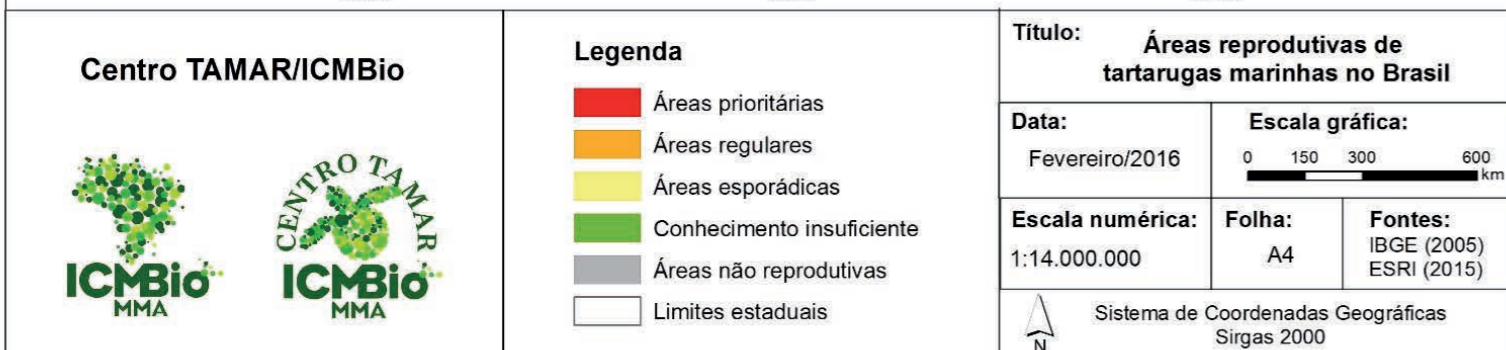 Centro TAMAR/ICMBio
ICMBio
MMA
CENTRO TAMAR
ICMBio
MMA
Legenda
Áreas prioritárias
Áreas regulares
Áreas esporádicas
Conhecimento insuficiente
Áreas não reprodutivas
Limites estaduais
Título:
Áreas reprodutivas de
tartarugas marinhas no Brasil
Data:
Fevereiro/2016
Escala gráfica:
0 150 300 600
km
Escala numérica:
1:14.000.000
Folha:
A4
Fontes:
IBGE (2005)
ESRI (2015)
N
Sistema de Coordenadas Geográficas
Sirgas 2000